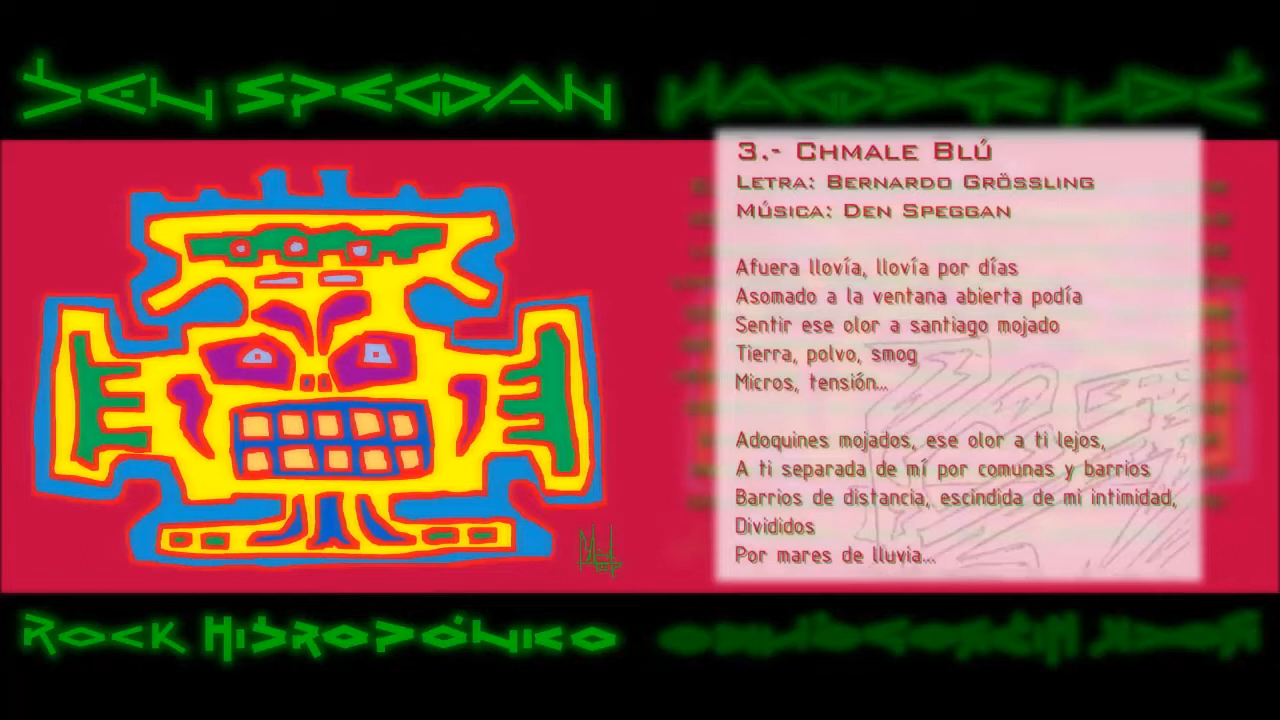 Den Speggan
3.- Chmale Blú
Letra: Bernardo Grössling
Música: Den Speggan
Afuera llovía, llovía por días
Asomado a la ventana abierta podía
Sentir ese olor a santiago mojado
Tierra, polvo, smog
Micros, tensión...
Adoquines mojados, ese olor a ti lejos,
A ti separada de mí por comunas y barrios
Barrios de distancia, escindida de mi intimidad,
Divididos
Por mares de lluvia...
Rock Hidropónico